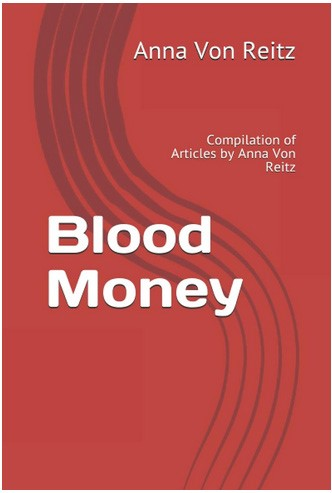 Anna Von Reitz
Compilation of
Articles by Anna Von
Reitz
Blood
Money